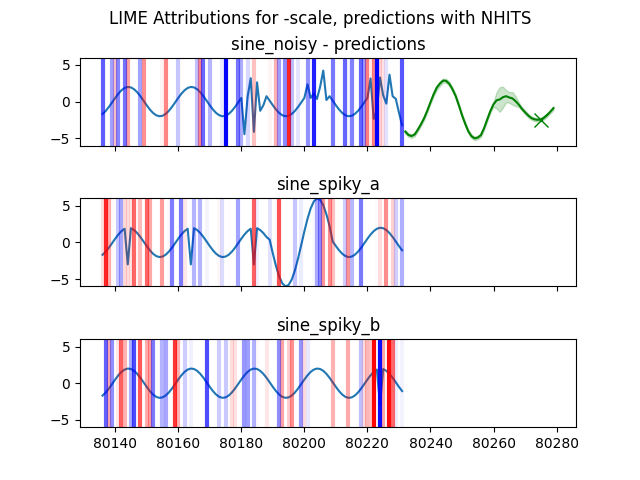 LIME Attributions for -scale, predictions with NHITS
sine_noisy - predictions
5
0
−5
sine_spiky_a
5
0
−5
sine_spiky_b
5
0
−5
80140 80160 80180 80200 80220 80240 80260 80280